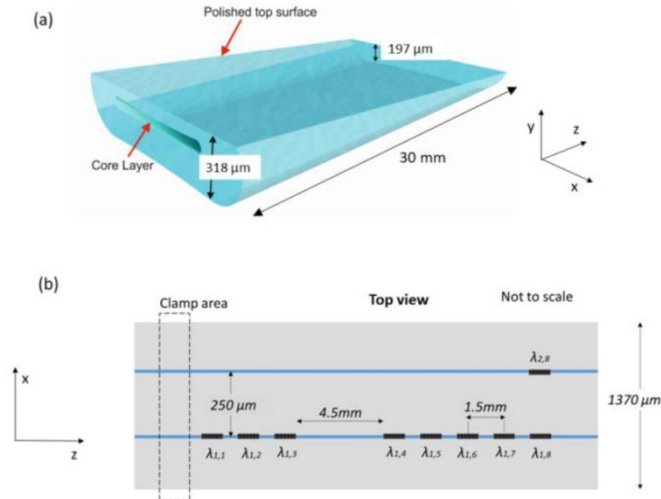 (a)
Polished top surface
197 µm
Core Layer
318 µm
30 mm
y
z
x
(b)
Clamp area
Top view
Not to scale
x
z
λ2,8
250 µm
4.5mm
1.5mm
1370 µm
λ1,1 λ1,2 λ1,3 λ1,4 λ1,5 λ1,6 λ1,7 λ1,8